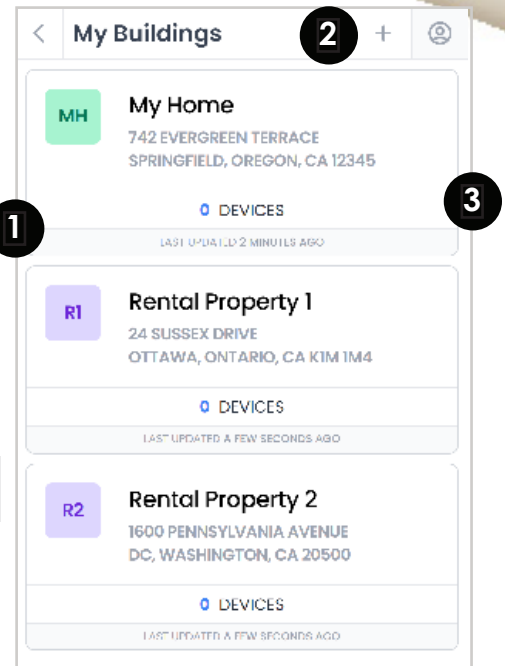 My Buildings
2
MH
My Home
742 EVERGREEN TERRACE
SPRINGFIELD, OREGON, CA 12345
3
0 DEVICES
1
LAST UPDATED 2 MINUTES AGO
R1
Rental Property 1
24 SUSSEX DRIVE
OTTAWA, ONTARIO, CA K1M 1M4
0 DEVICES
LAST UPDATED A FEW SECONDS AGO
R2
Rental Property 2
1600 PENNSYLVANIA AVENUE
DC, WASHINGTON, CA 20500
0 DEVICES
LAST UPDATED A FEW SECONDS AGO